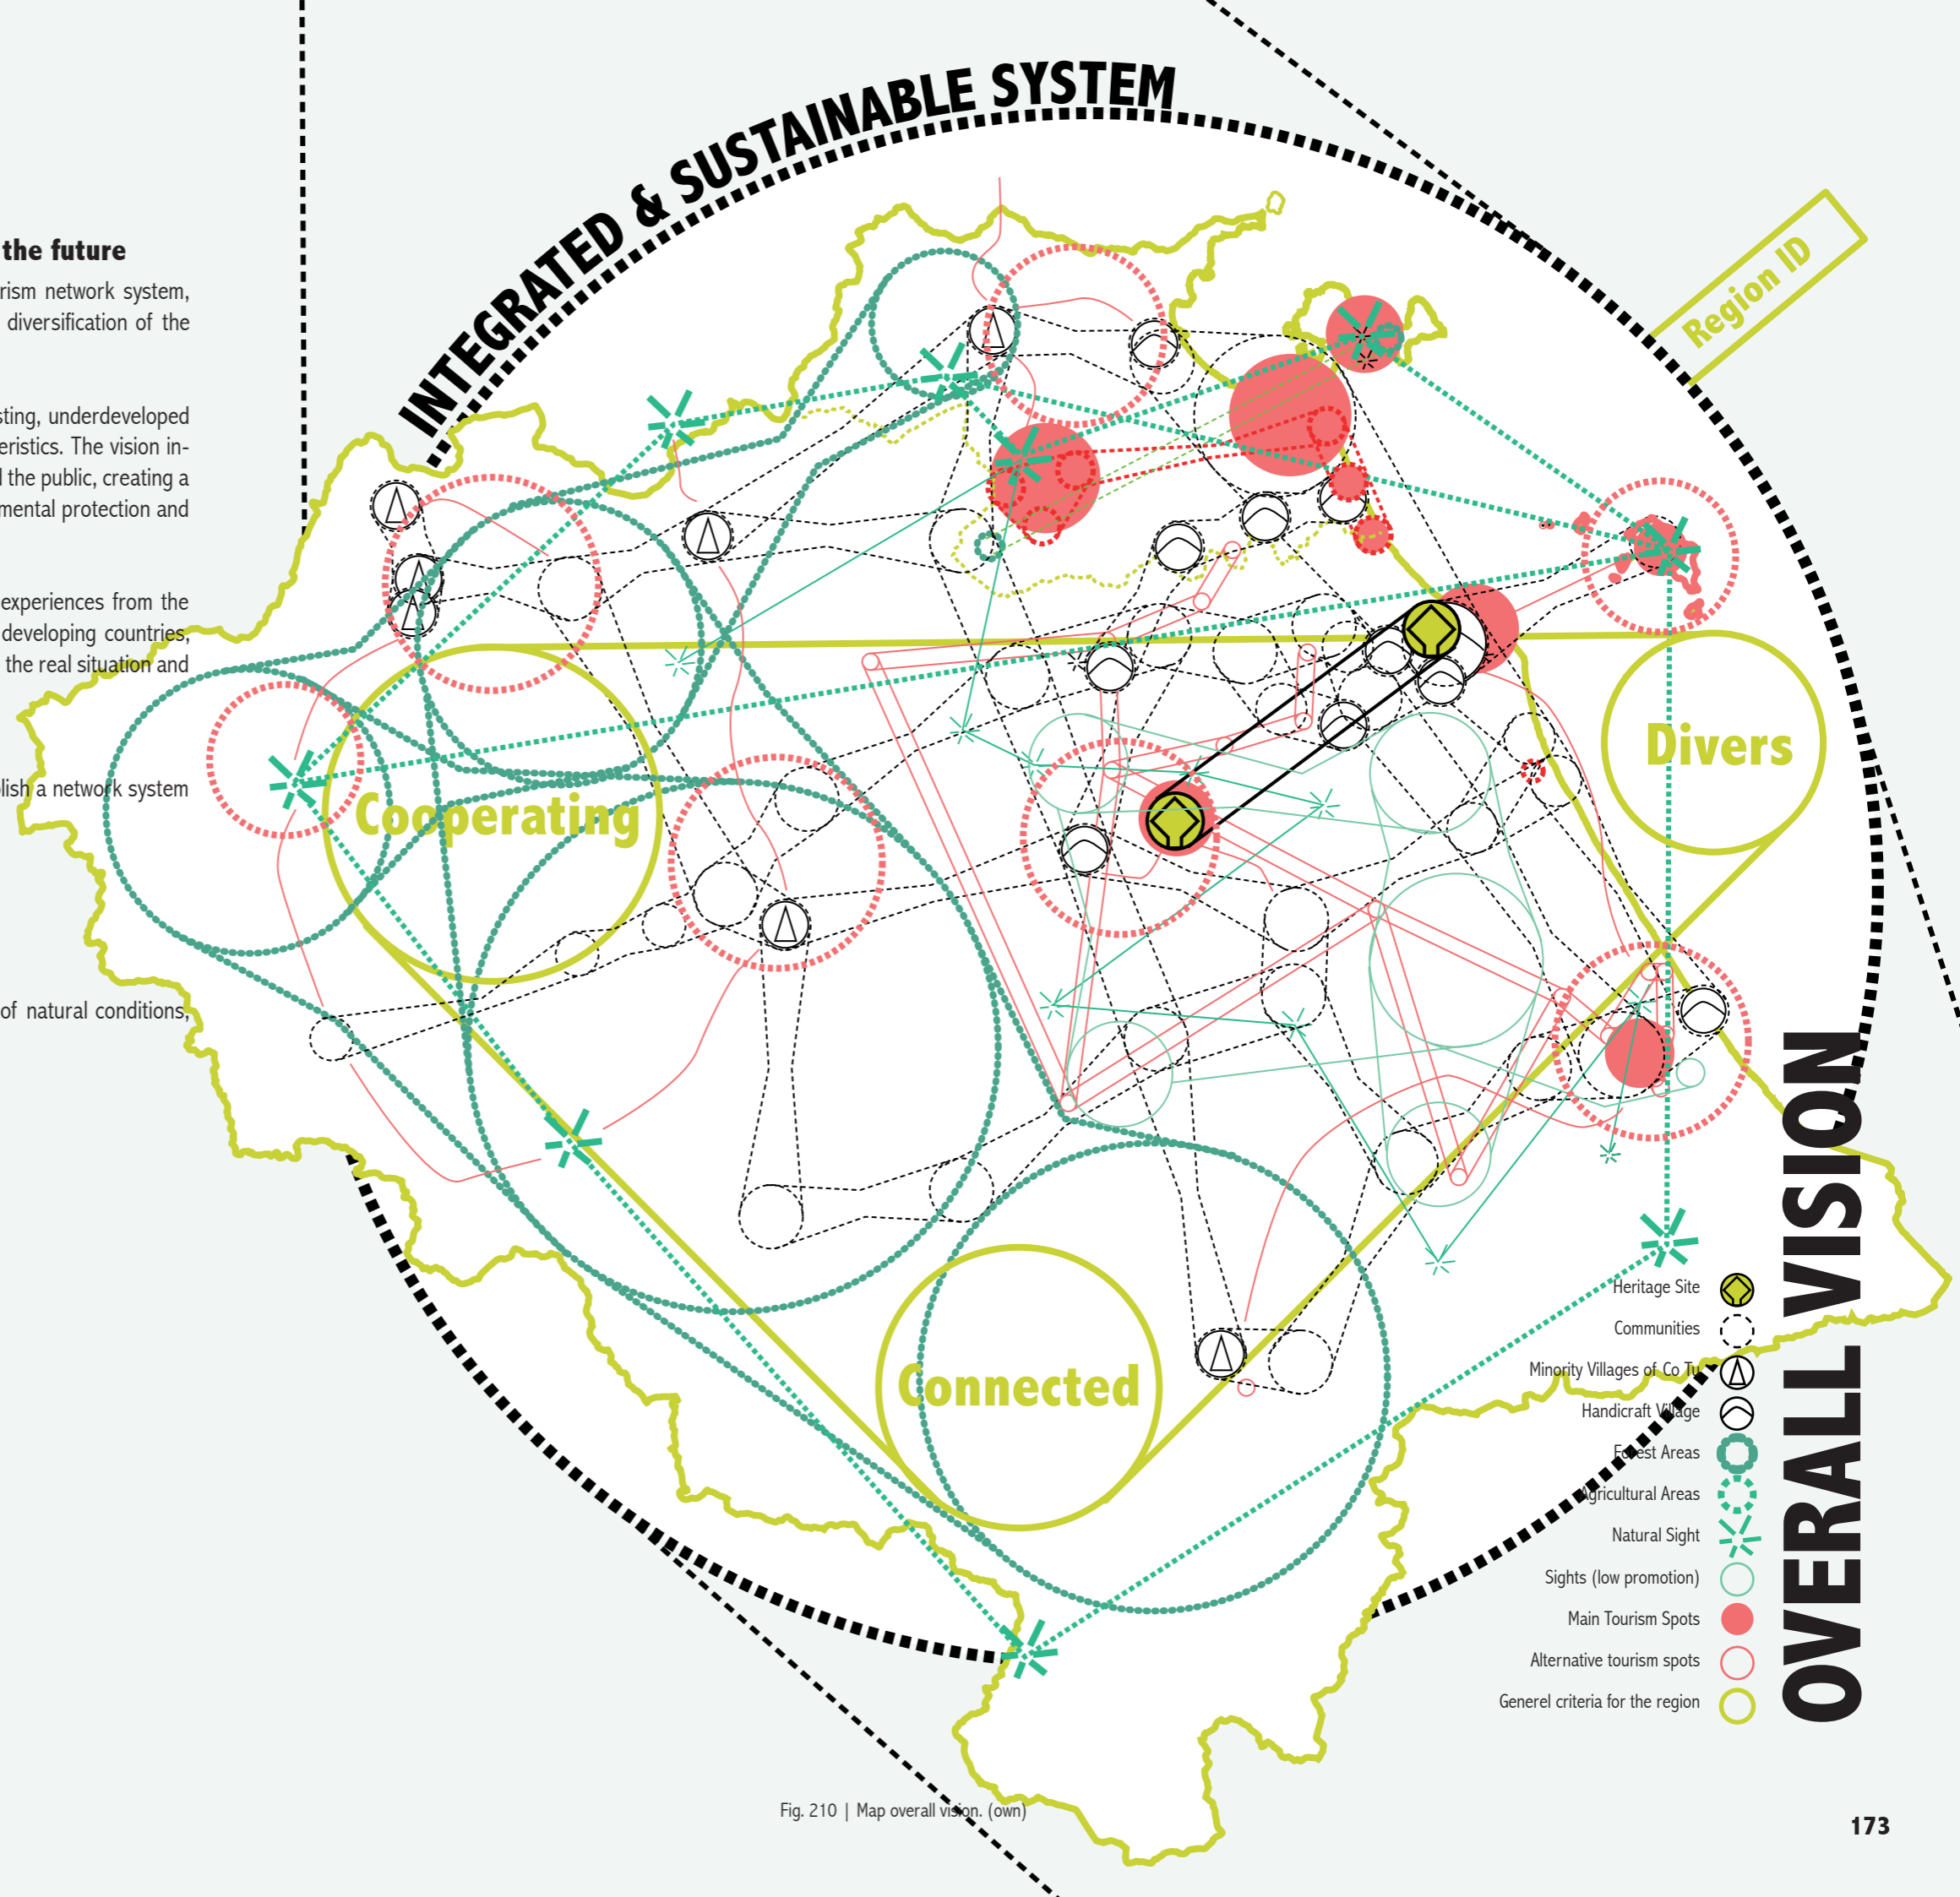 the future
rism network system,
diversification of the
sting, underdeveloped
eristics. The vision in-
d the public, creating a
mental protection and
experiences from the
developing countries,
the real situation and
lish a network system
of natural conditions,
INTEGRATED & SUSTAINABLE SYSTEM
Region ID
Divers
Cooperating
Connected
Heritage Site
Communities
Minority Villages of Co Tu
Handicraft Village
Forest Areas
Agricultural Areas
Natural Sight
Sights (low promotion)
Main Tourism Spots
Alternative tourism spots
Generel criteria for the region
OVERALL VISION
Fig. 210 | Map overall vision. (own)
173